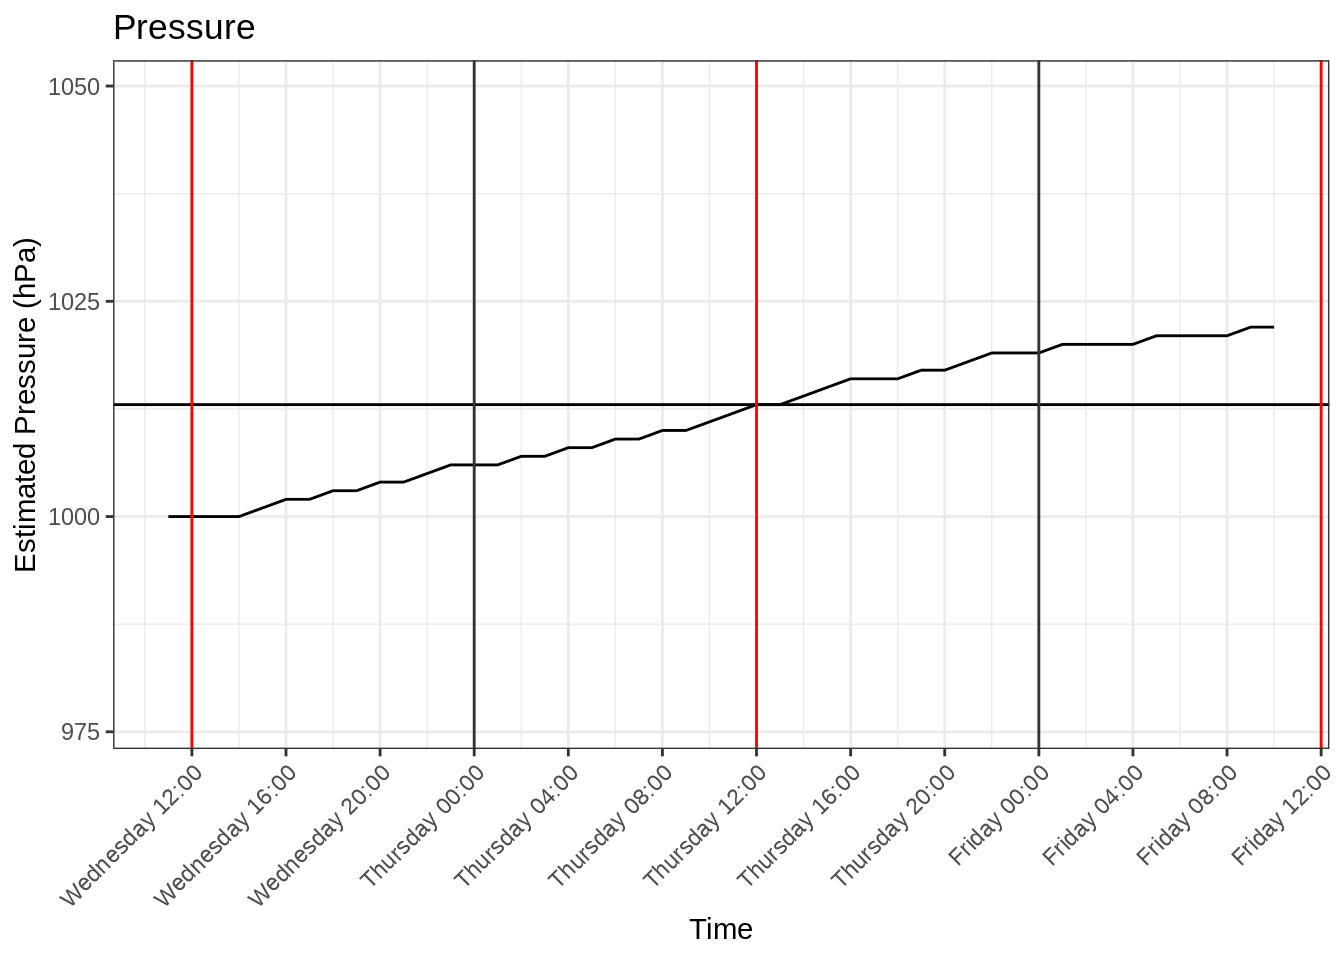 Pressure
Estimated Pressure (hPa)
1050
1025
1000
975
Wednesday 12:00
Wednesday 16:00
Wednesday 20:00
Thursday 00:00
Thursday 04:00
Thursday 08:00
Thursday 12:00
Thursday 16:00
Thursday 20:00
Friday 00:00
Friday 04:00
Friday 08:00
Friday 12:00
Time